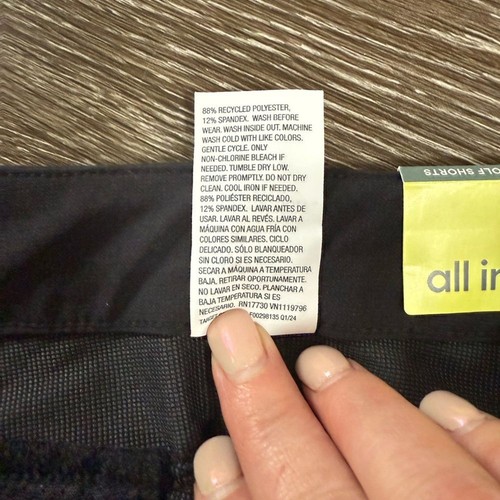 88% RECYCLED POLYESTER,
12% SPANDEX. WASH BEFORE
WEAR. WASH INSIDE OUT. MACHINE
WASH COLD WITH LIKE COLORS.
GENTLE CYCLE. ONLY
NON-CHLORINE BLEACH IF
NEEDED. TUMBLE DRY LOW.
REMOVE PROMPTLY. DO NOT DRY
CLEAN. COOL IRON IF NEEDED.
88% POLIÉSTER RECICLADO,
12% SPANDEX. LAVAR ANTES DE
USAR. LAVAR AL REVÉS. LAVAR A
MÁQUINA CON AGUA FRÍA CON
COLORES SIMILARES. CICLO
DELICADO. SÓLO BLANQUEADOR
SIN CLORO SI ES NECESARIO.
SECAR A MÁQUINA A TEMPERATURA
BAJA. RETIRAR OPORTUNAMENTE.
NO LAVAR EN SECO. PLANCHAR A
BAJA TEMPERATURA SI ES
NECESARIO. RN17730 VN1119796
TARGET F00298135 Q1/24
OLF SHORTS
all in